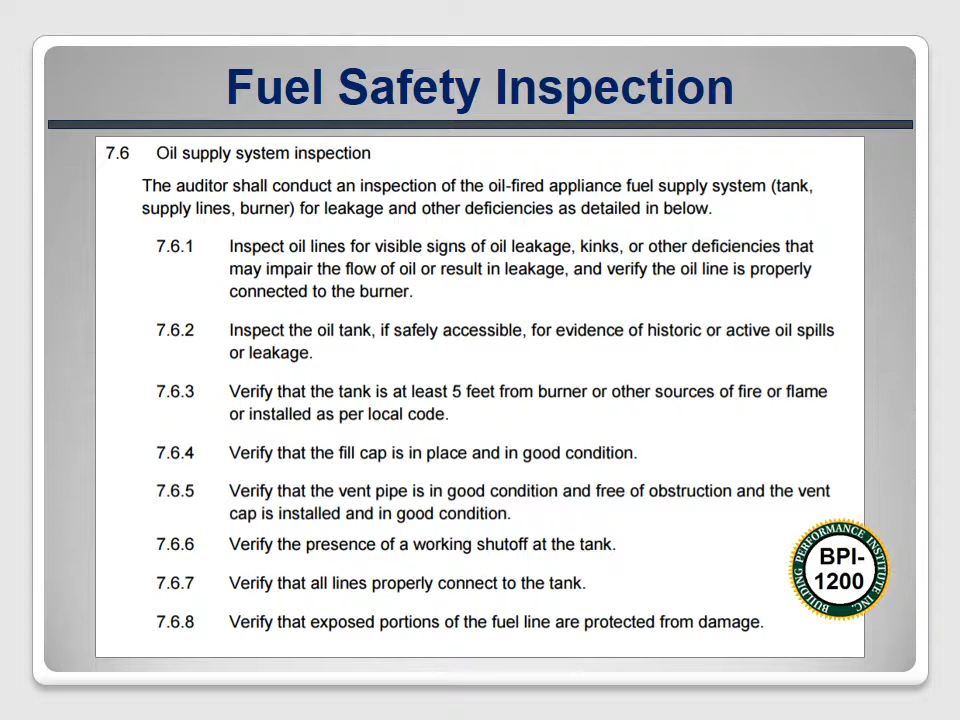 Fuel Safety Inspection
7.6 Oil supply system inspection
The auditor shall conduct an inspection of the oil-fired appliance fuel supply system (tank,
supply lines, burner) for leakage and other deficiencies as detailed in below.
7.6.1 Inspect oil lines for visible signs of oil leakage, kinks, or other deficiencies that
may impair the flow of oil or result in leakage, and verify the oil line is properly
connected to the burner.
7.6.2 Inspect the oil tank, if safely accessible, for evidence of historic or active oil spills
or leakage.
7.6.3 Verify that the tank is at least 5 feet from burner or other sources of fire or flame
or installed as per local code.
7.6.4 Verify that the fill cap is in place and in good condition.
7.6.5 Verify that the vent pipe is in good condition and free of obstruction and the vent
cap is installed and in good condition.
7.6.6 Verify the presence of a working shutoff at the tank.
7.6.7 Verify that all lines properly connect to the tank.
7.6.8 Verify that exposed portions of the fuel line are protected from damage.
BUILDING PERFORMANCE INSTITUTE INC.
BPI-
1200